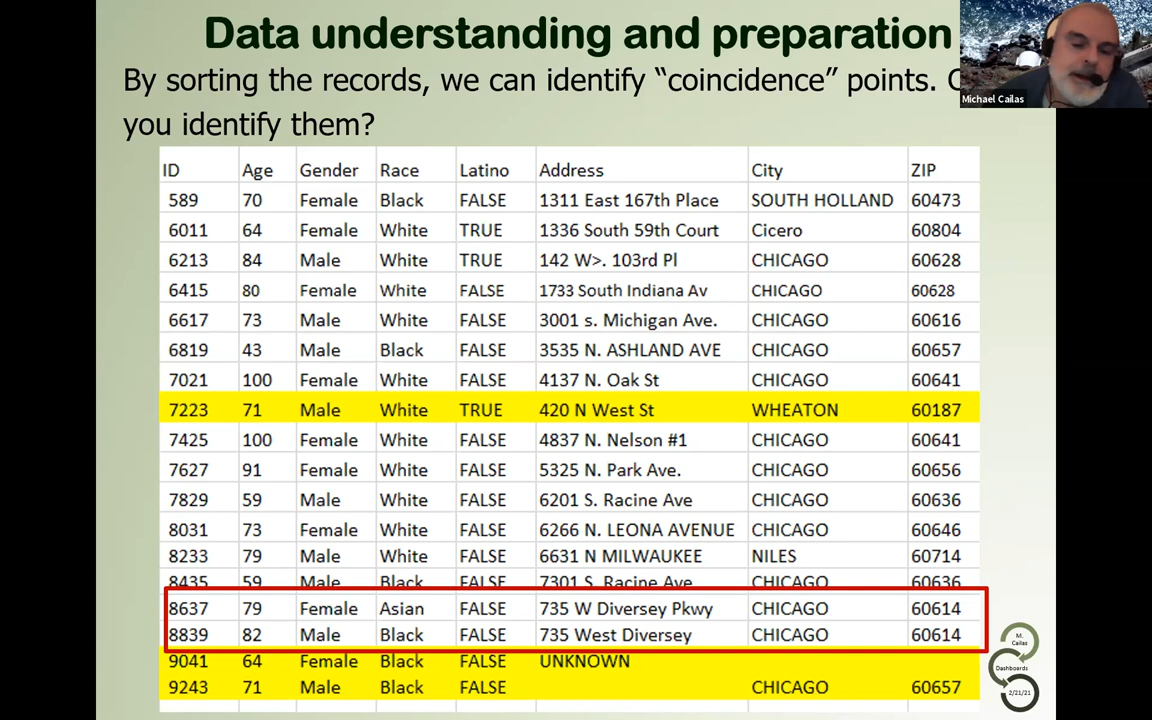 Data understanding and preparation
By sorting the records, we can identify “coincidence” points.
you identify them?
Michael Cailas
ID Age Gender Race Latino Address City ZIP
589 70 Female Black FALSE 1311 East 167th Place SOUTH HOLLAND 60473
6011 64 Female White TRUE 1336 South 59th Court Cicero 60804
6213 84 Male White TRUE 142 W>. 103rd Pl CHICAGO 60628
6415 80 Female White FALSE 1733 South Indiana Av CHICAGO 60628
6617 73 Male White FALSE 3001 s. Michigan Ave. CHICAGO 60616
6819 43 Male Black FALSE 3535 N. ASHLAND AVE CHICAGO 60657
7021 100 Female White FALSE 4137 N. Oak St CHICAGO 60641
7223 71 Male White TRUE 420 N West St WHEATON 60187
7425 100 Female White FALSE 4837 N. Nelson #1 CHICAGO 60641
7627 91 Female White FALSE 5325 N. Park Ave. CHICAGO 60656
7829 59 Male White FALSE 6201 S. Racine Ave CHICAGO 60636
8031 73 Female White FALSE 6266 N. LEONA AVENUE CHICAGO 60646
8233 79 Male White FALSE 6631 N MILWAUKEE NILES 60714
8435 59 Male Black FALSE 7301 S. Racine Ave CHICAGO 60636
8637 79 Female Asian FALSE 735 W Diversey Pkwy CHICAGO 60614
8839 82 Male Black FALSE 735 West Diversey CHICAGO 60614
9041 64 Female Black FALSE UNKNOWN
9243 71 Male Black FALSE CHICAGO 60657
M.
Cailas
Dashboards
2/21/21